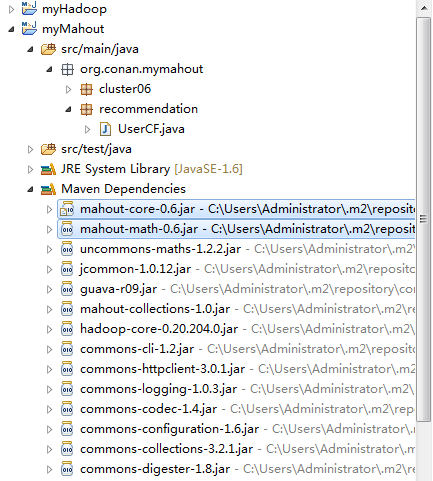 myHadoop
myMahout
src/main/java
org.conan.mymahout
cluster06
recommendation
UserCF.java
src/test/java
JRE System Library [JavaSE-1.6]
Maven Dependencies
mahout-core-0.6.jar - C:\Users\Administrator\.m2\reposito
mahout-math-0.6.jar - C:\Users\Administrator\.m2\reposit
uncommons-maths-1.2.2.jar - C:\Users\Administrator\.m2\
jcommon-1.0.12.jar - C:\Users\Administrator\.m2\reposito
guava-r09.jar - C:\Users\Administrator\.m2\repository\co
mahout-collections-1.0.jar - C:\Users\Administrator\.m2\r
hadoop-core-0.20.204.0.jar - C:\Users\Administrator\.m2\
commons-cli-1.2.jar - C:\Users\Administrator\.m2\reposito
commons-httpclient-3.0.1.jar - C:\Users\Administrator\.m2
commons-logging-1.0.3.jar - C:\Users\Administrator\.m2\r
commons-codec-1.4.jar - C:\Users\Administrator\.m2\repo
commons-configuration-1.6.jar - C:\Users\Administrator\.m
commons-collections-3.2.1.jar - C:\Users\Administrator\.m
commons-digester-1.8.jar - C:\Users\Administrator\.m2\re